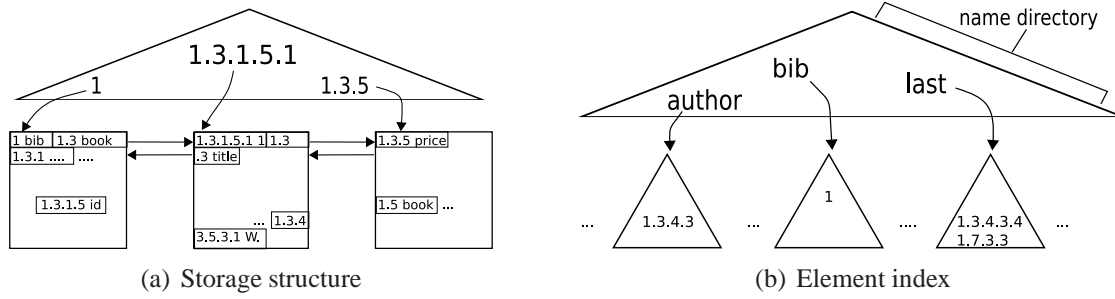 1.3.1.5.1
1
1.3.5
1 bib
1.3 book
1.3.1 ....
....
1.3.1.5 id
1.3.1.5.1 1
1.3
.3 title
...
1.3.4
3.5.3.1 W.
1.3.5 price
1.5 book
...
(a) Storage structure
name directory
bib
author
last
...
1.3.4.3
...
1
....
1.3.4.3.4
1.7.3.3
...
(b) Element index